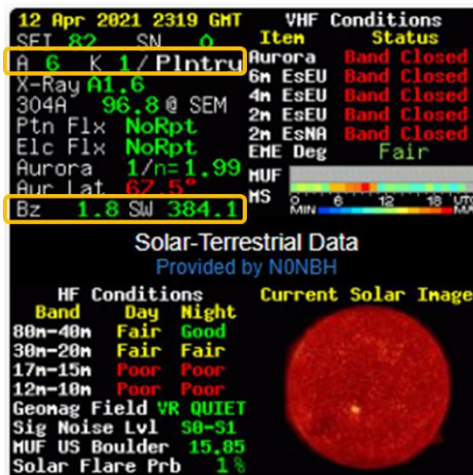 12 Apr 2021 2319 GMT
SFI 82 SN 0
A 6 K 1/Plntry
X-Ray A1.6
304A 96.8 @ SEM
Ptn Flx NoRpt
Elc Flx NoRpt
Aurora 1/n=1.99
Aur Lat 67.5°
Bz 1.8 SW 384.1
VHF Conditions
Item Status
Aurora Band Closed
6m EsEU Band Closed
4m EsEU Band Closed
2m EsEU Band Closed
2m EsNA Band Closed
EME Deg Fair
MUF
MS
0 6 12 18 UTC
MIN
Solar-Terrestrial Data
Provided by N0NBH
HF Conditions
Band Day Night
80m-40m Fair Good
30m-20m Fair Fair
17m-15m Poor Poor
12m-10m Poor Poor
Geomag Field VR QUIET
Sig Noise Lvl S0-S1
MUF US Boulder 15.85
Solar Flare Prb 1%
Current Solar Image